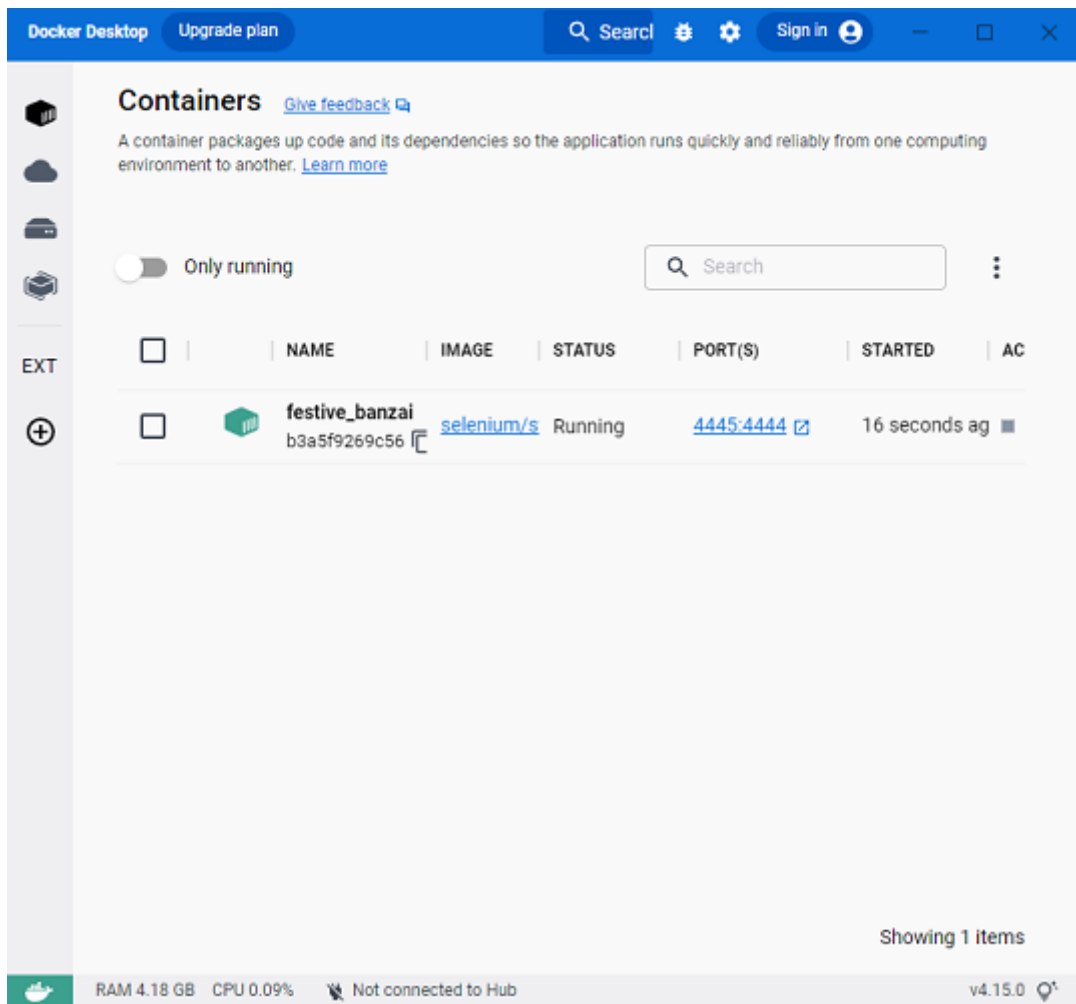 Docker Desktop Upgrade plan Search Sign in
Containers Give feedback
A container packages up code and its dependencies so the application runs quickly and reliably from one computing
environment to another. Learn more
Only running Search
EXT
NAME IMAGE STATUS PORT(S) STARTED AC
festive_banzai selenium/s Running 4445:4444 16 seconds ag
b3a5f9269c56
Showing 1 items
RAM 4.18 GB CPU 0.09% Not connected to Hub v4.15.0